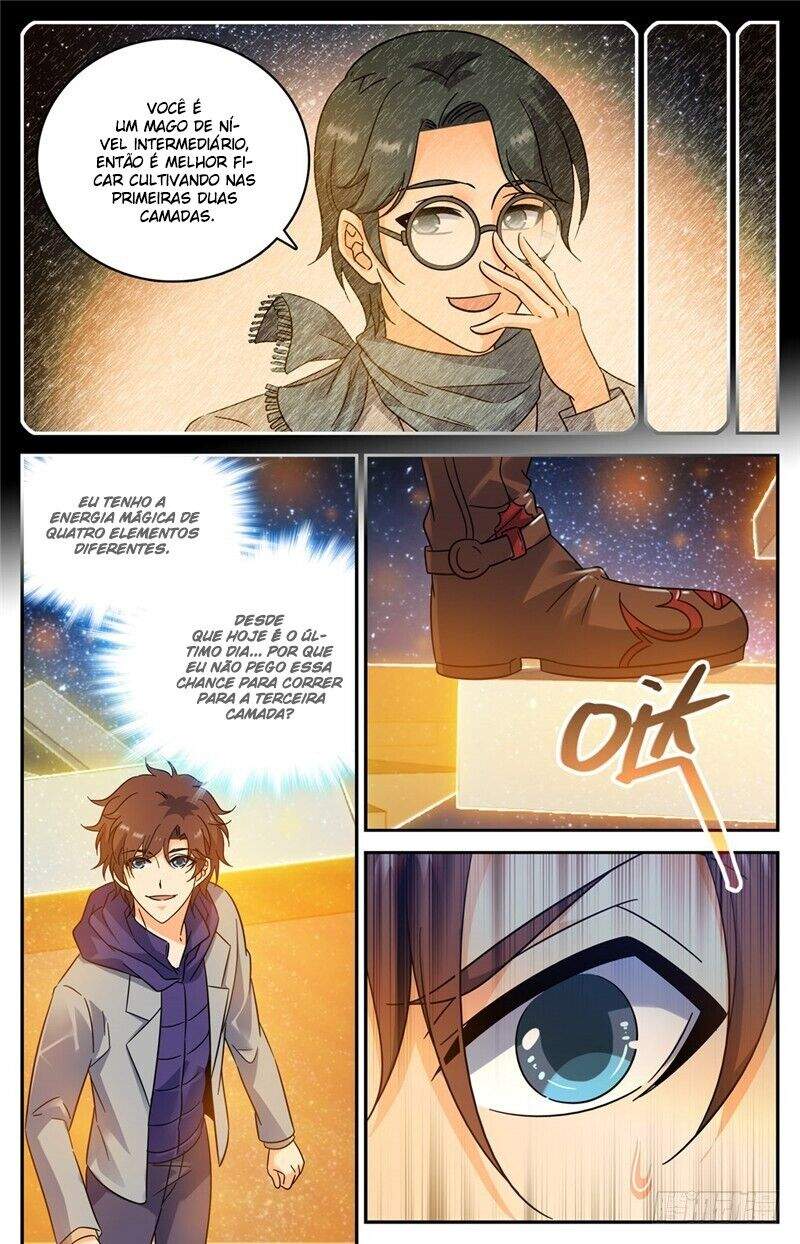 VOCÊ É
UM MAGO DE NÍ-
VEL INTERMEDIÁRIO,
ENTÃO É MELHOR FI-
CAR CULTIVANDO NAS
PRIMEIRAS DUAS
CAMADAS.
EU TENHO A
ENERGIA MÁGICA DE
QUATRO ELEMENTOS
DIFERENTES.
DESDE
QUE HOJE É O ÚL-
TIMO DIA... POR QUE
EU NÃO PEGO ESSA
CHANCE PARA CORRER
PARA A TERCEIRA
CAMADA?